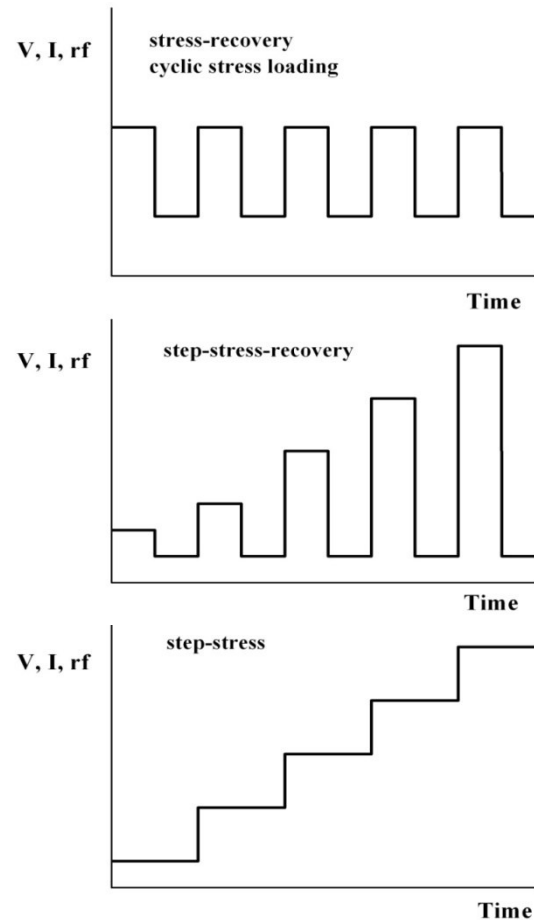 V, I, rf
stress-recovery
cyclic stress loading
Time
V, I, rf
step-stress-recovery
Time
V, I, rf
step-stress
Time